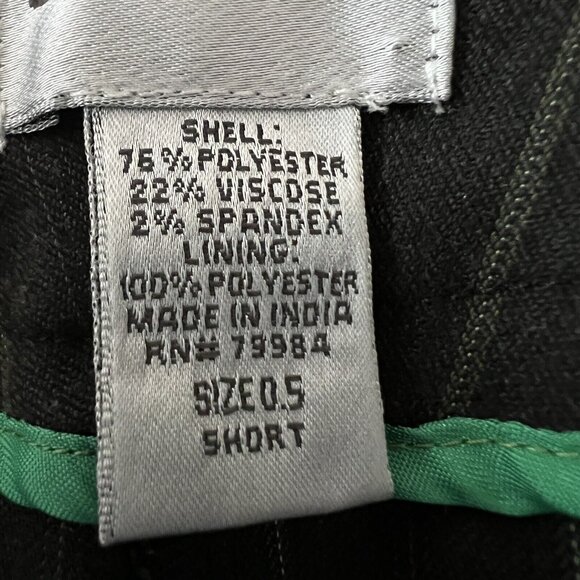 SHELL:
76% POLYESTER
22% VISCOSE
2% SPANDEX
LINING:
100% POLYESTER
MADE IN INDIA
RN# 79984
SIZE 0.5
SHORT